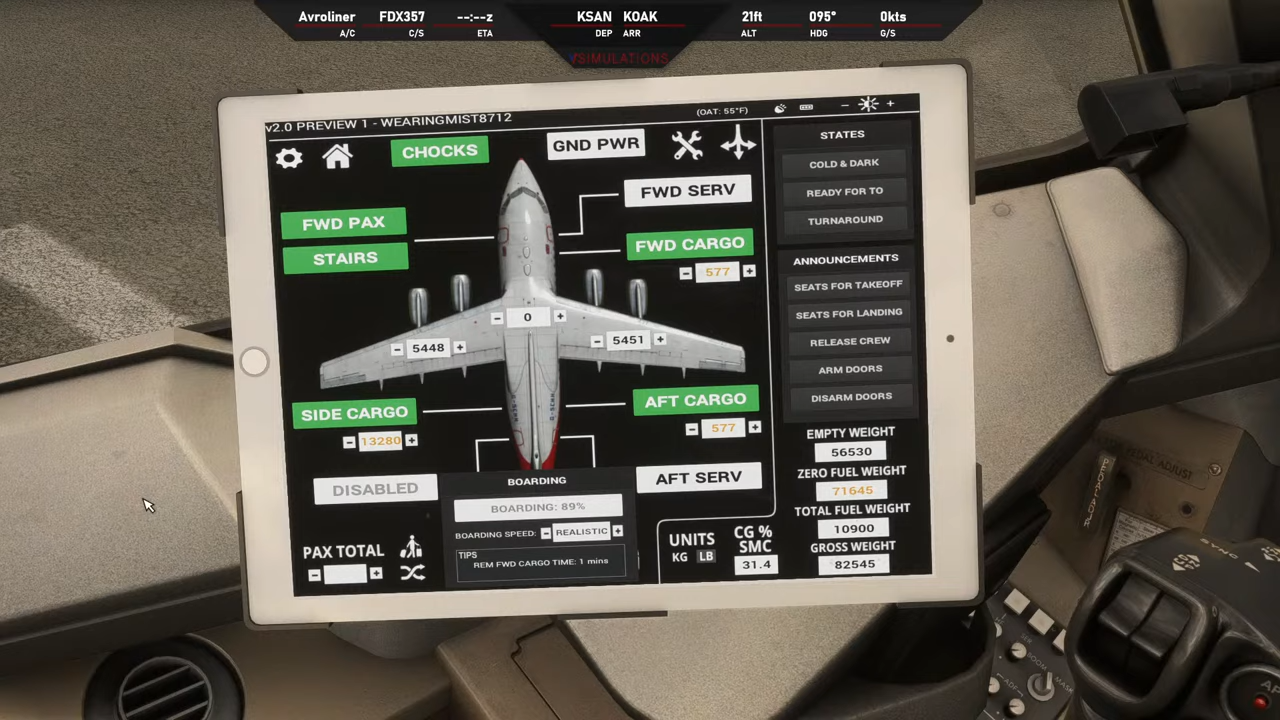 Avroliner FDX357 --:--z KSAN KOAK 21ft 095° 0kts
A/C C/S ETA DEP ARR ALT HDG G/S
VSIMULATIONS
v2.0 PREVIEW 1 - WEARINGMIST8712 (OAT: 55°F) - +
CHOCKS GND PWR
FWD PAX
STAIRS
FWD SERV
FWD CARGO
- 577 +
- 0 +
- 5448 +
- 5451 +
SIDE CARGO
- 13280 +
AFT CARGO
- 577 +
DISABLED
AFT SERV
PAX TOTAL
- +
BOARDING
BOARDING: 89%
BOARDING SPEED: - REALISTIC +
TIPS
REM FWD CARGO TIME: 1 mins
UNITS
KG LB
CG %
SMC
31.4
STATES
COLD & DARK
READY FOR TO
TURNAROUND
ANNOUNCEMENTS
SEATS FOR TAKEOFF
SEATS FOR LANDING
RELEASE CREW
ARM DOORS
DISARM DOORS
EMPTY WEIGHT
56530
ZERO FUEL WEIGHT
71645
TOTAL FUEL WEIGHT
10900
GROSS WEIGHT
82545
PEDAL ADJUST